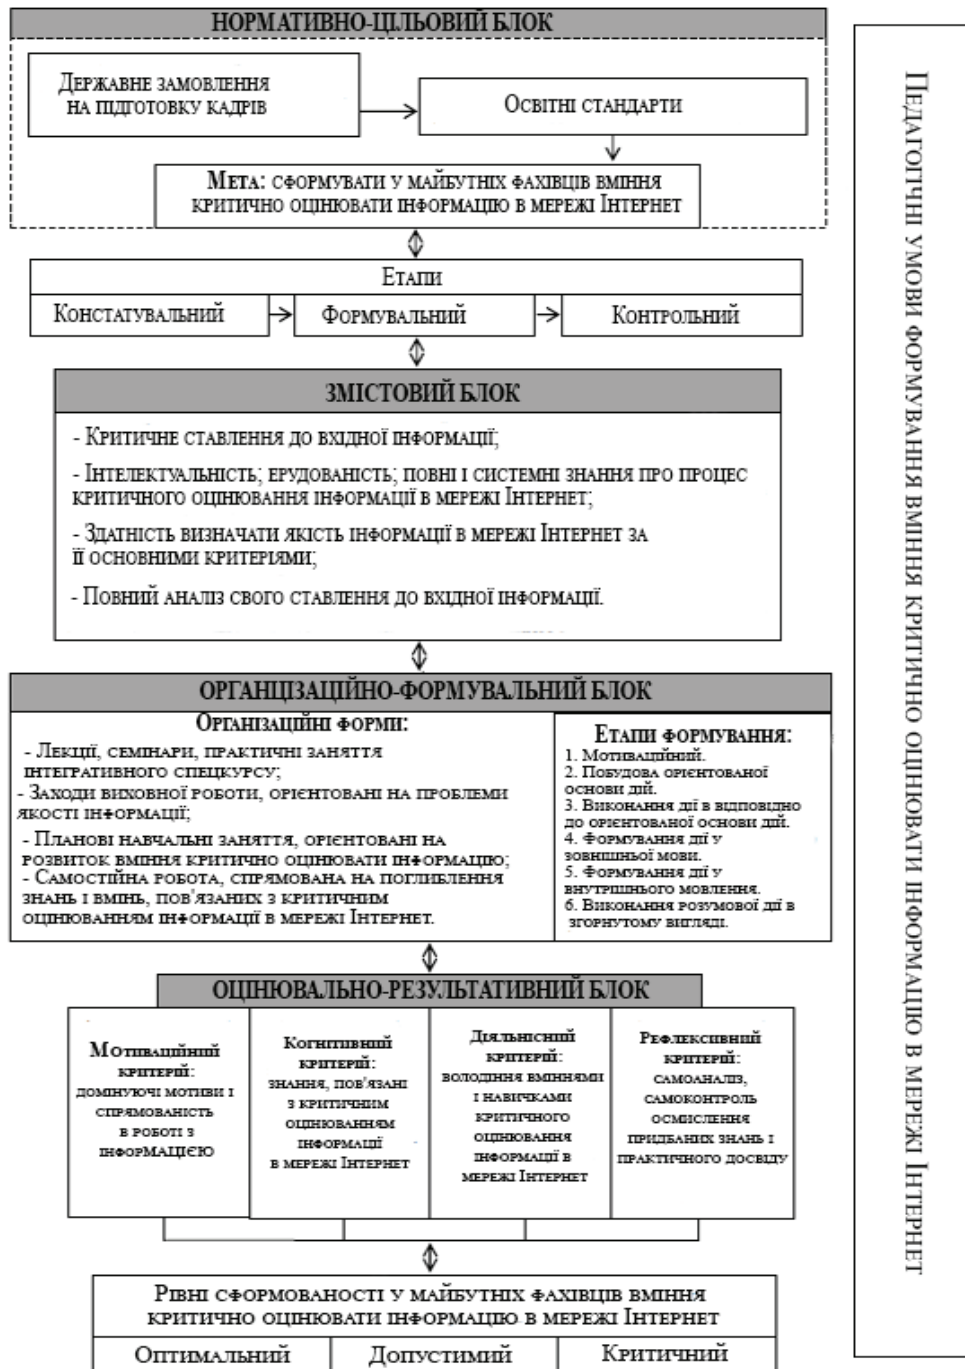 НОРМАТИВНО-ЦІЛЬОВИЙ БЛОК
ДЕРЖАВНЕ ЗАМОВЛЕННЯ
НА ПІДГОТОВКУ КАДРІВ
ОСВІТНІ СТАНДАРТИ
МЕТА: СФОРМУВАТИ У МАЙБУТНІХ ФАХІВЦІВ ВМІННЯ
КРИТИЧНО ОЦІНЮВАТИ ІНФОРМАЦІЮ В МЕРЕЖІ ІНТЕРНЕТ
ЕТАПИ
КОНСТАТУВАЛЬНИЙ
ФОРМУВАЛЬНИЙ
КОНТРОЛЬНИЙ
ЗМІСТОВИЙ БЛОК
- КРИТИЧНЕ СТАВЛЕННЯ ДО ВХІДНОЇ ІНФОРМАЦІЇ;
- ІНТЕЛЕКТУАЛЬНІСТЬ; ЕРУДОВАНІСТЬ; ПОВНІ І СИСТЕМНІ ЗНАННЯ ПРО ПРОЦЕС
КРИТИЧНОГО ОЦІНЮВАННЯ ІНФОРМАЦІЇ В МЕРЕЖІ ІНТЕРНЕТ;
- ЗДАТНІСТЬ ВИЗНАЧАТИ ЯКІСТЬ ІНФОРМАЦІЇ В МЕРЕЖІ ІНТЕРНЕТ ЗА
ЇЇ ОСНОВНИМИ КРИТЕРІЯМИ;
- ПОВНИЙ АНАЛІЗ СВОГО СТАВЛЕННЯ ДО ВХІДНОЇ ІНФОРМАЦІЇ.
ОРГАНЦІЗАЦІЙНО-ФОРМУВАЛЬНИЙ БЛОК
ОРГАНІЗАЦІЙНІ ФОРМИ:
- ЛЕКЦІЇ, СЕМІНАРИ, ПРАКТИЧНІ ЗАНЯТТЯ
ІНТЕГРАТИВНОГО СПЕЦКУРСУ;
- ЗАХОДИ ВИХОВНОЇ РОБОТИ, ОРІЄНТОВАНІ НА ПРОБЛЕМИ
ЯКОСТІ ІНФОРМАЦІЇ;
- ПЛАНОВІ НАВЧАЛЬНІ ЗАНЯТТЯ, ОРІЄНТОВАНІ НА
РОЗВИТОК ВМІННЯ КРИТИЧНО ОЦІНЮВАТИ ІНФОРМАЦІЮ;
- САМОСТІЙНА РОБОТА, СПРЯМОВАНА НА ПОГЛИБЛЕННЯ
ЗНАНЬ І ВМІНЬ, ПОВ'ЯЗАНИХ З КРИТИЧНИМ
ОЦІНЮВАННЯМ ІНФОРМАЦІЇ В МЕРЕЖІ ІНТЕРНЕТ.
ЕТАПИ ФОРМУВАННЯ:
1. МОТИВАЦІЙНИЙ.
2. ПОБУДОВА ОРІЄНТОВАНОЇ
ОСНОВИ ДІЙ.
3. ВИКОНАННЯ ДІЇ В ВІДПОВІДНО
ДО ОРІЄНТОВАНОЇ ОСНОВИ ДІЙ.
4. ФОРМУВАННЯ ДІЇ У
ЗОВНІШНЬОЇ МОВИ.
5. ФОРМУВАННЯ ДІЇ У
ВНУТРІШНЬОГО МОВЛЕННЯ.
6. ВИКОНАННЯ РОЗУМОВОЇ ДІЇ В
ЗГОРНУТОМУ ВИГЛЯДІ.
ОЦІНЮВАЛЬНО-РЕЗУЛЬТАТИВНИЙ БЛОК
МОТИВАЦІЙНИЙ
КРИТЕРІЙ:
ДОМІНУЮЧІ МОТИВИ І
СПРЯМОВАНІСТЬ
В РОБОТІ З
ІНФОРМАЦІЄЮ
КОГНІТИВНИЙ
КРИТЕРІЙ:
ЗНАННЯ, ПОВ'ЯЗАНІ
З КРИТИЧНИМ
ОЦІНЮВАННЯМ
ІНФОРМАЦІЇ
В МЕРЕЖІ ІНТЕРНЕТ
ДІЯЛЬНІСНИЙ
КРИТЕРІЙ:
ВОЛОДІННЯ ВМІННЯМИ
І НАВИЧКАМИ
КРИТИЧНОГО
ОЦІНЮВАННЯ
ІНФОРМАЦІЇ В
МЕРЕЖІ ІНТЕРНЕТ
РЕФЛЕКСИВНИЙ
КРИТЕРІЙ:
САМОАНАЛІЗ,
САМОКОНТРОЛЬ
ОСМИСЛЕННЯ
ПРИДБАНИХ ЗНАНЬ І
ПРАКТИЧНОГО ДОСВІДУ
РІВНІ СФОРМОВАНОСТІ У МАЙБУТНІХ ФАХІВЦІВ ВМІННЯ
КРИТИЧНО ОЦІНЮВАТИ ІНФОРМАЦІЮ В МЕРЕЖІ ІНТЕРНЕТ
ОПТИМАЛЬНИЙ
ДОПУСТИМИЙ
КРИТИЧНИЙ
ПЕДАГОГІЧНІ УМОВИ ФОРМУВАННЯ ВМІННЯ КРИТИЧНО ОЦІНЮВАТИ ІНФОРМАЦІЮ В МЕРЕЖІ ІНТЕРНЕТ